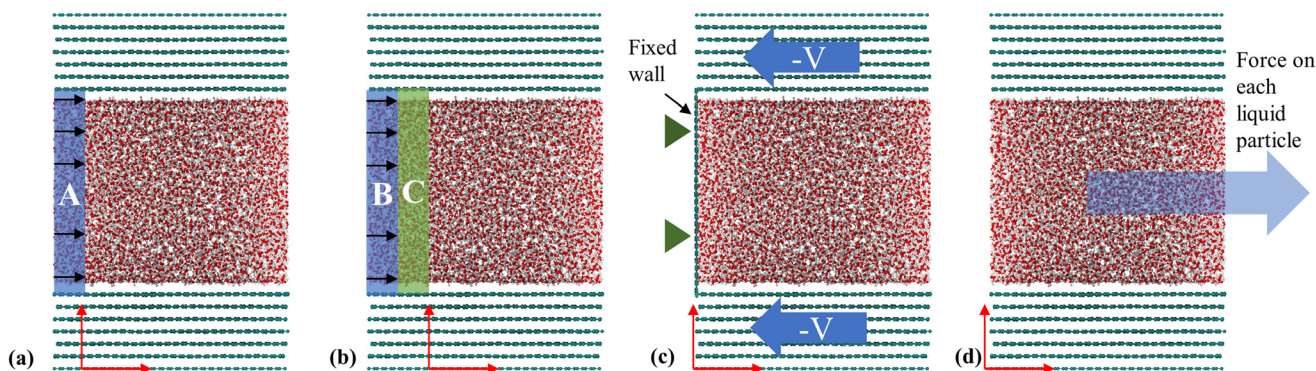 A
(a)
B C
(b)
Fixed
wall
-V
-V
(c)
Force on
each
liquid
particle
(d)